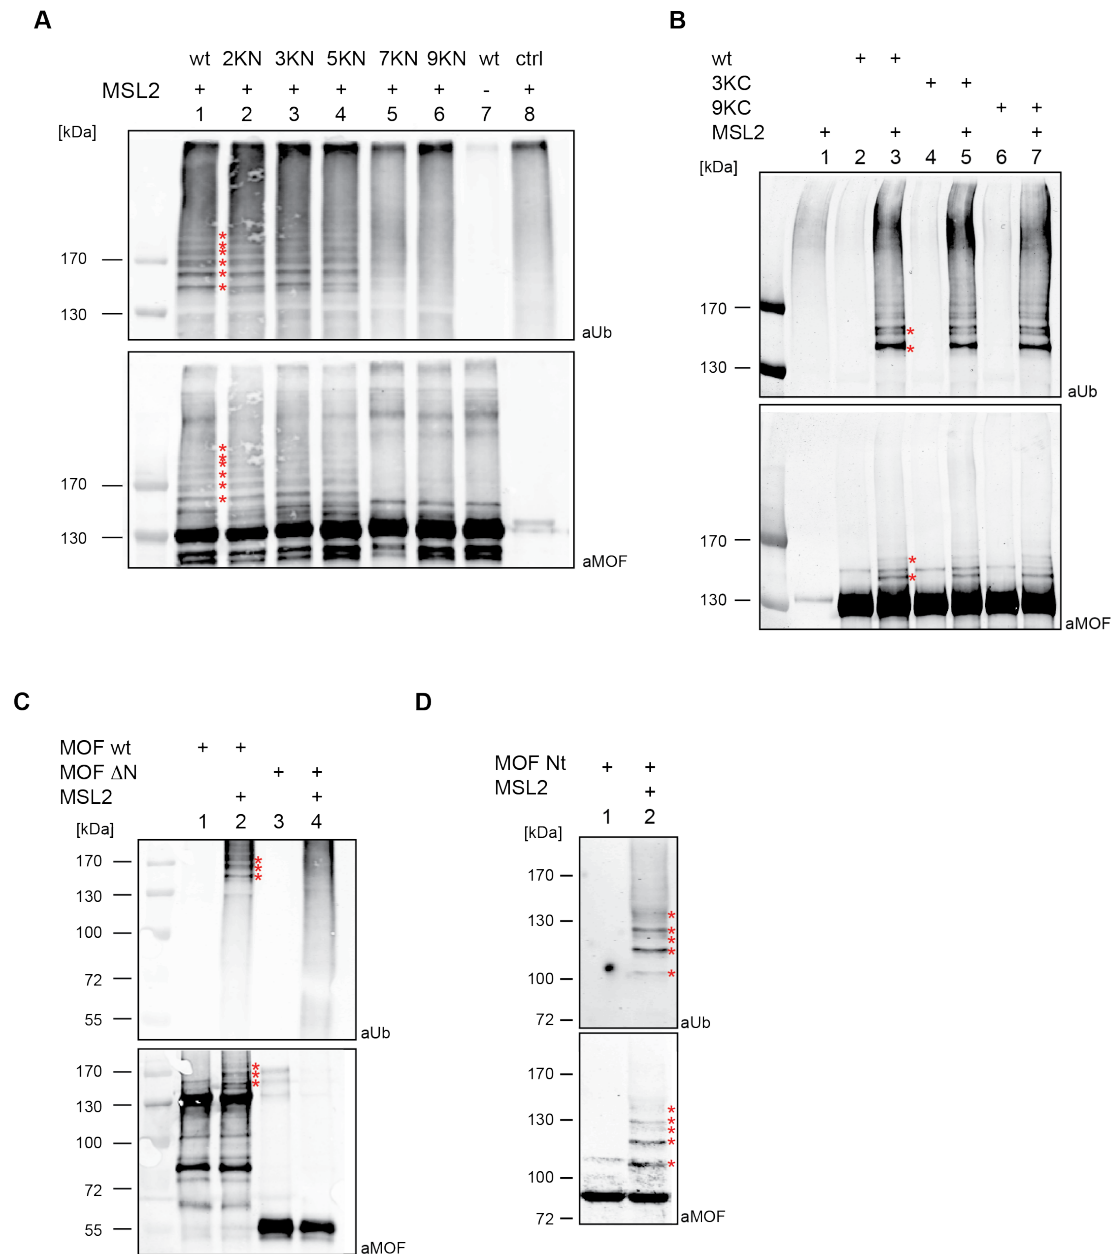 A
wt 2KN 3KN 5KN 7KN 9KN wt ctrl
MSL2 + + + + + + - +
1 2 3 4 5 6 7 8
[kDa]
170
*
*
*
*
*
*
130
aUb
*
*
*
*
*
*
170
130
aMOF
B
wt + +
3KC + +
9KC + +
MSL2 + + + +
1 2 3 4 5 6 7
[kDa]
170
*
*
130
aUb
170
*
*
130
aMOF
C
MOF wt + +
MOF ΔN + +
MSL2 + +
1 2 3 4
[kDa]
170
*
*
*
130
100
72
55
aUb
170
*
*
*
130
100
72
55
aMOF
D
MOF Nt + +
MSL2 +
1 2
[kDa]
170
130
*
*
*
*
*
100
72
aUb
170
130
*
*
*
*
*
100
72
aMOF